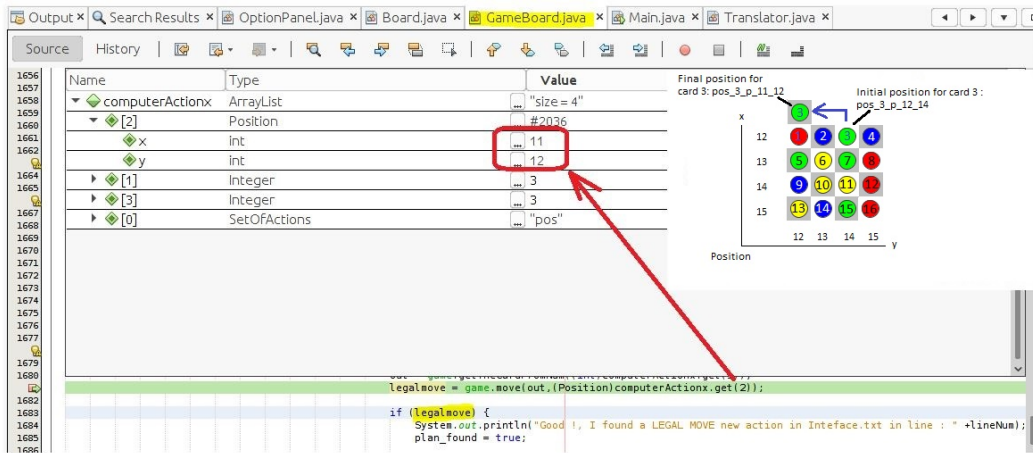 Output × Search Results × OptionPanel.java × Board.java × GameBoard.java × Main.java × Translator.java ×
Source History
Name Type Value
computerActionx ArrayList ... "size = 4"
[2] Position ... #2036
x int ... 11
y int ... 12
[1] Integer ... 3
[3] Integer ... 3
[0] SetOfActions ... "pos"
1656
1657
1658
1659
1660
1661
1662
1664
1665
1667
1668
1669
1670
1671
1672
1673
1674
1675
1676
1677
1679
1680
1682
1683
1684
1685
1686
Final position for
card 3: pos_3_p_11_12
Initial position for card 3 :
pos_3_p_12_14
x
3
12 1 2 3 4
13 5 6 7 8
14 9 10 11 12
15 13 14 15 16
12 13 14 15
y
Position
legalmove = game.move(out,(Position)computerActionx.get(2));
if (legalmove) {
System.out.println("Good !, I found a LEGAL MOVE new action in Inteface.txt in line : " +lineNum);
plan_found = true;